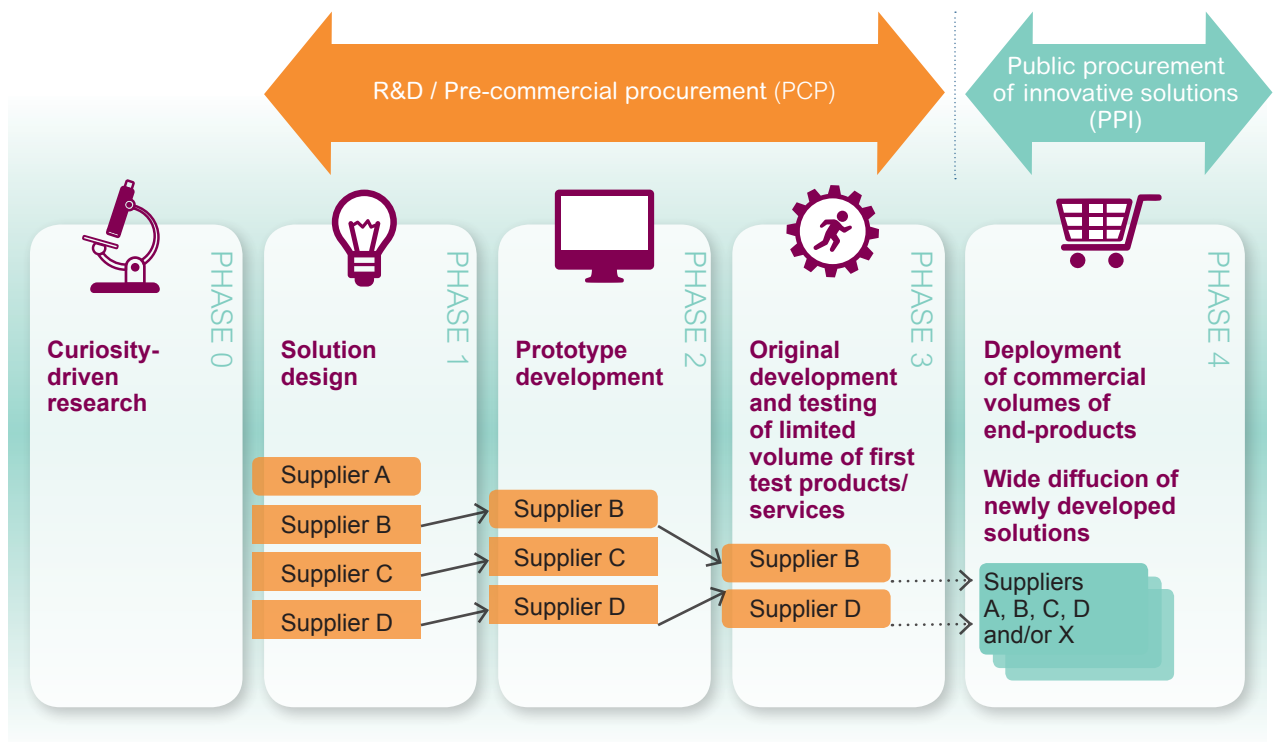 R&D / Pre-commercial procurement (PCP)
Public procurement
of innovative solutions
(PPI)
PHASE 0
Curiosity-
driven
research
PHASE 1
Solution
design
Supplier A
Supplier B
Supplier C
Supplier D
PHASE 2
Prototype
development
Supplier B
Supplier C
Supplier D
PHASE 3
Original
development
and testing
of limited
volume of first
test products/
services
Supplier B
Supplier D
PHASE 4
Deployment
of commercial
volumes of
end-products
Wide diffucion of
newly developed
solutions
Suppliers
A, B, C, D
and/or X